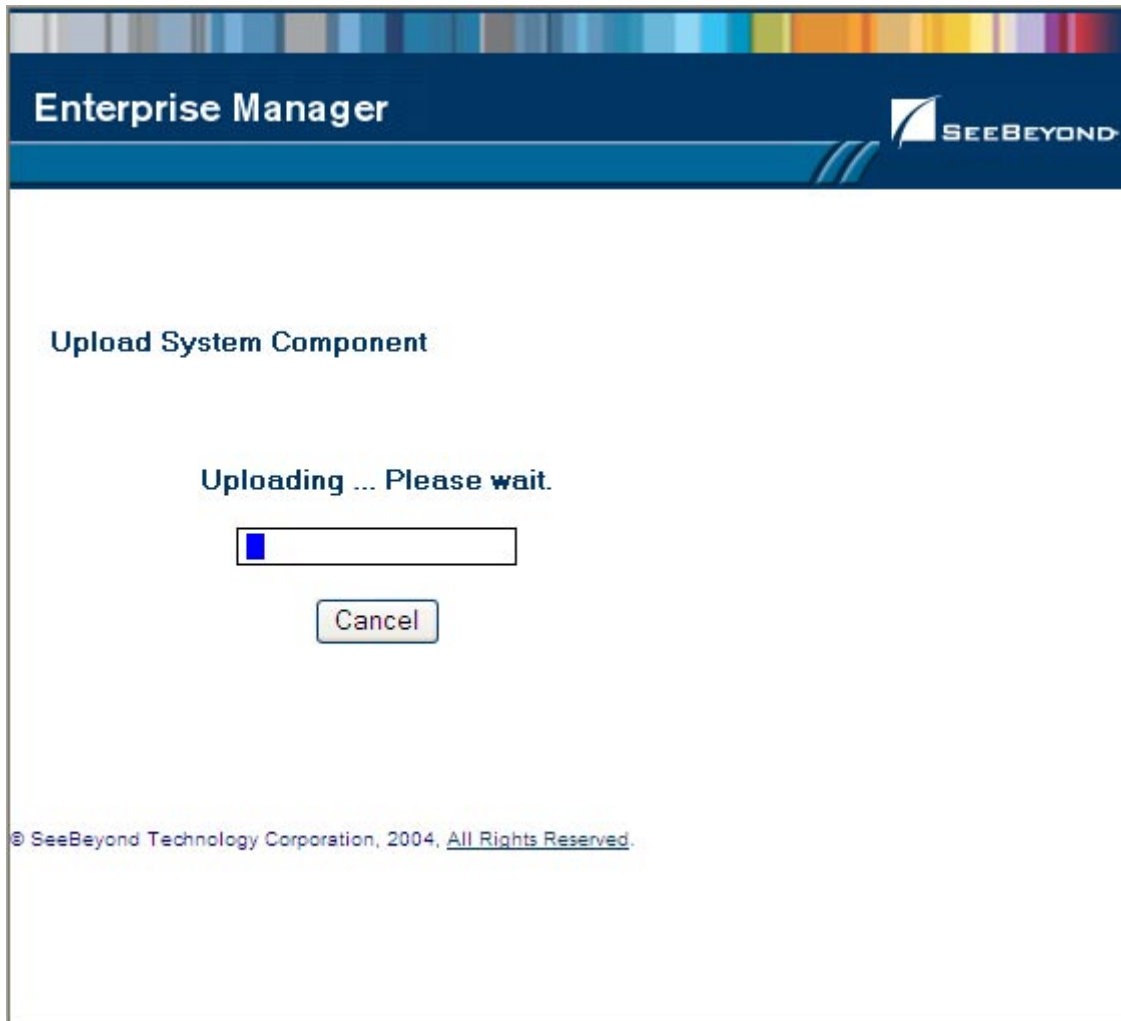 Enterprise Manager
SEEBEYOND
Upload System Component
Uploading ... Please wait.
Cancel
© SeeBeyond Technology Corporation, 2004, All Rights Reserved.